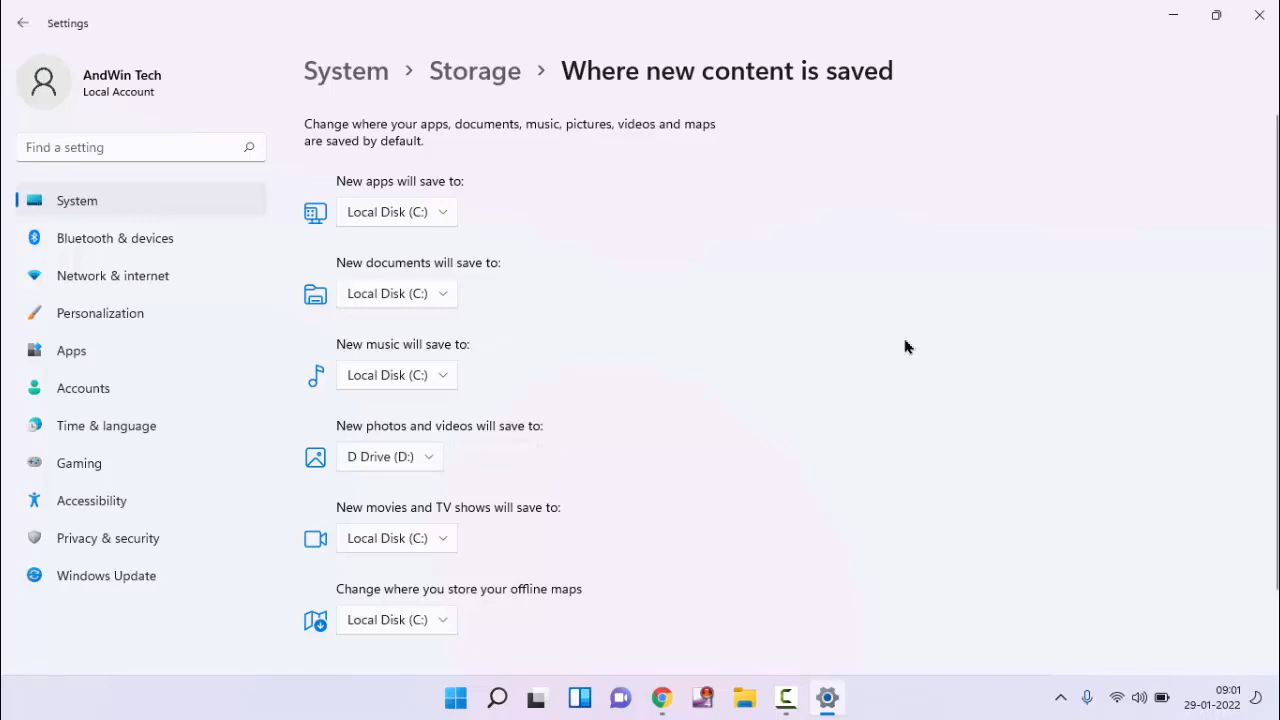 Settings
AndWin Tech
Local Account
Find a setting
System
Bluetooth & devices
Network & internet
Personalization
Apps
Accounts
Time & language
Gaming
Accessibility
Privacy & security
Windows Update
System > Storage > Where new content is saved
Change where your apps, documents, music, pictures, videos and maps
are saved by default.
New apps will save to:
Local Disk (C:)
New documents will save to:
Local Disk (C:)
New music will save to:
Local Disk (C:)
New photos and videos will save to:
D Drive (D:)
New movies and TV shows will save to:
Local Disk (C:)
Change where you store your offline maps
Local Disk (C:)
09:01
29-01-2022